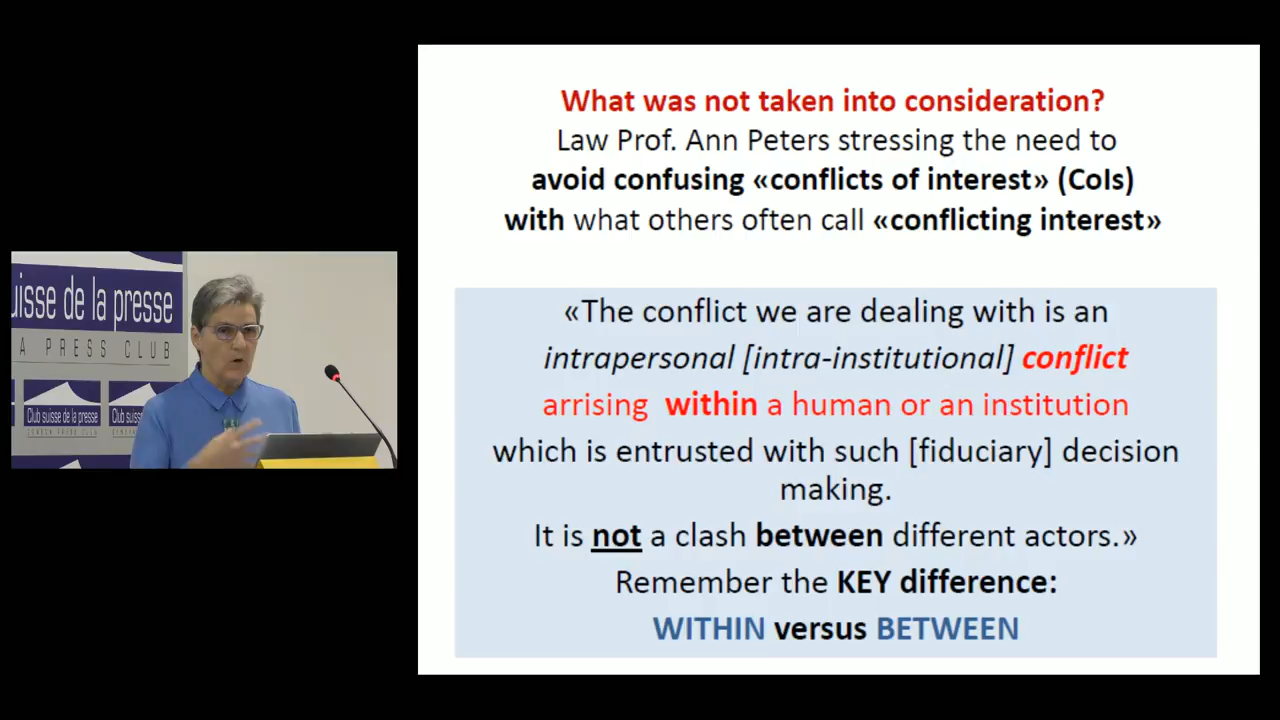 What was not taken into consideration?
Law Prof. Ann Peters stressing the need to
avoid confusing «conflicts of interest» (CoIs)
with what others often call «conflicting interest»
«The conflict we are dealing with is an
intrapersonal [intra-institutional] conflict
arrising within a human or an institution
which is entrusted with such [fiduciary] decision
making.
It is not a clash between different actors.»
Remember the KEY difference:
WITHIN versus BETWEEN
uisse de la presse
A PRESS CLUB
Club suisse de la presse
Club su